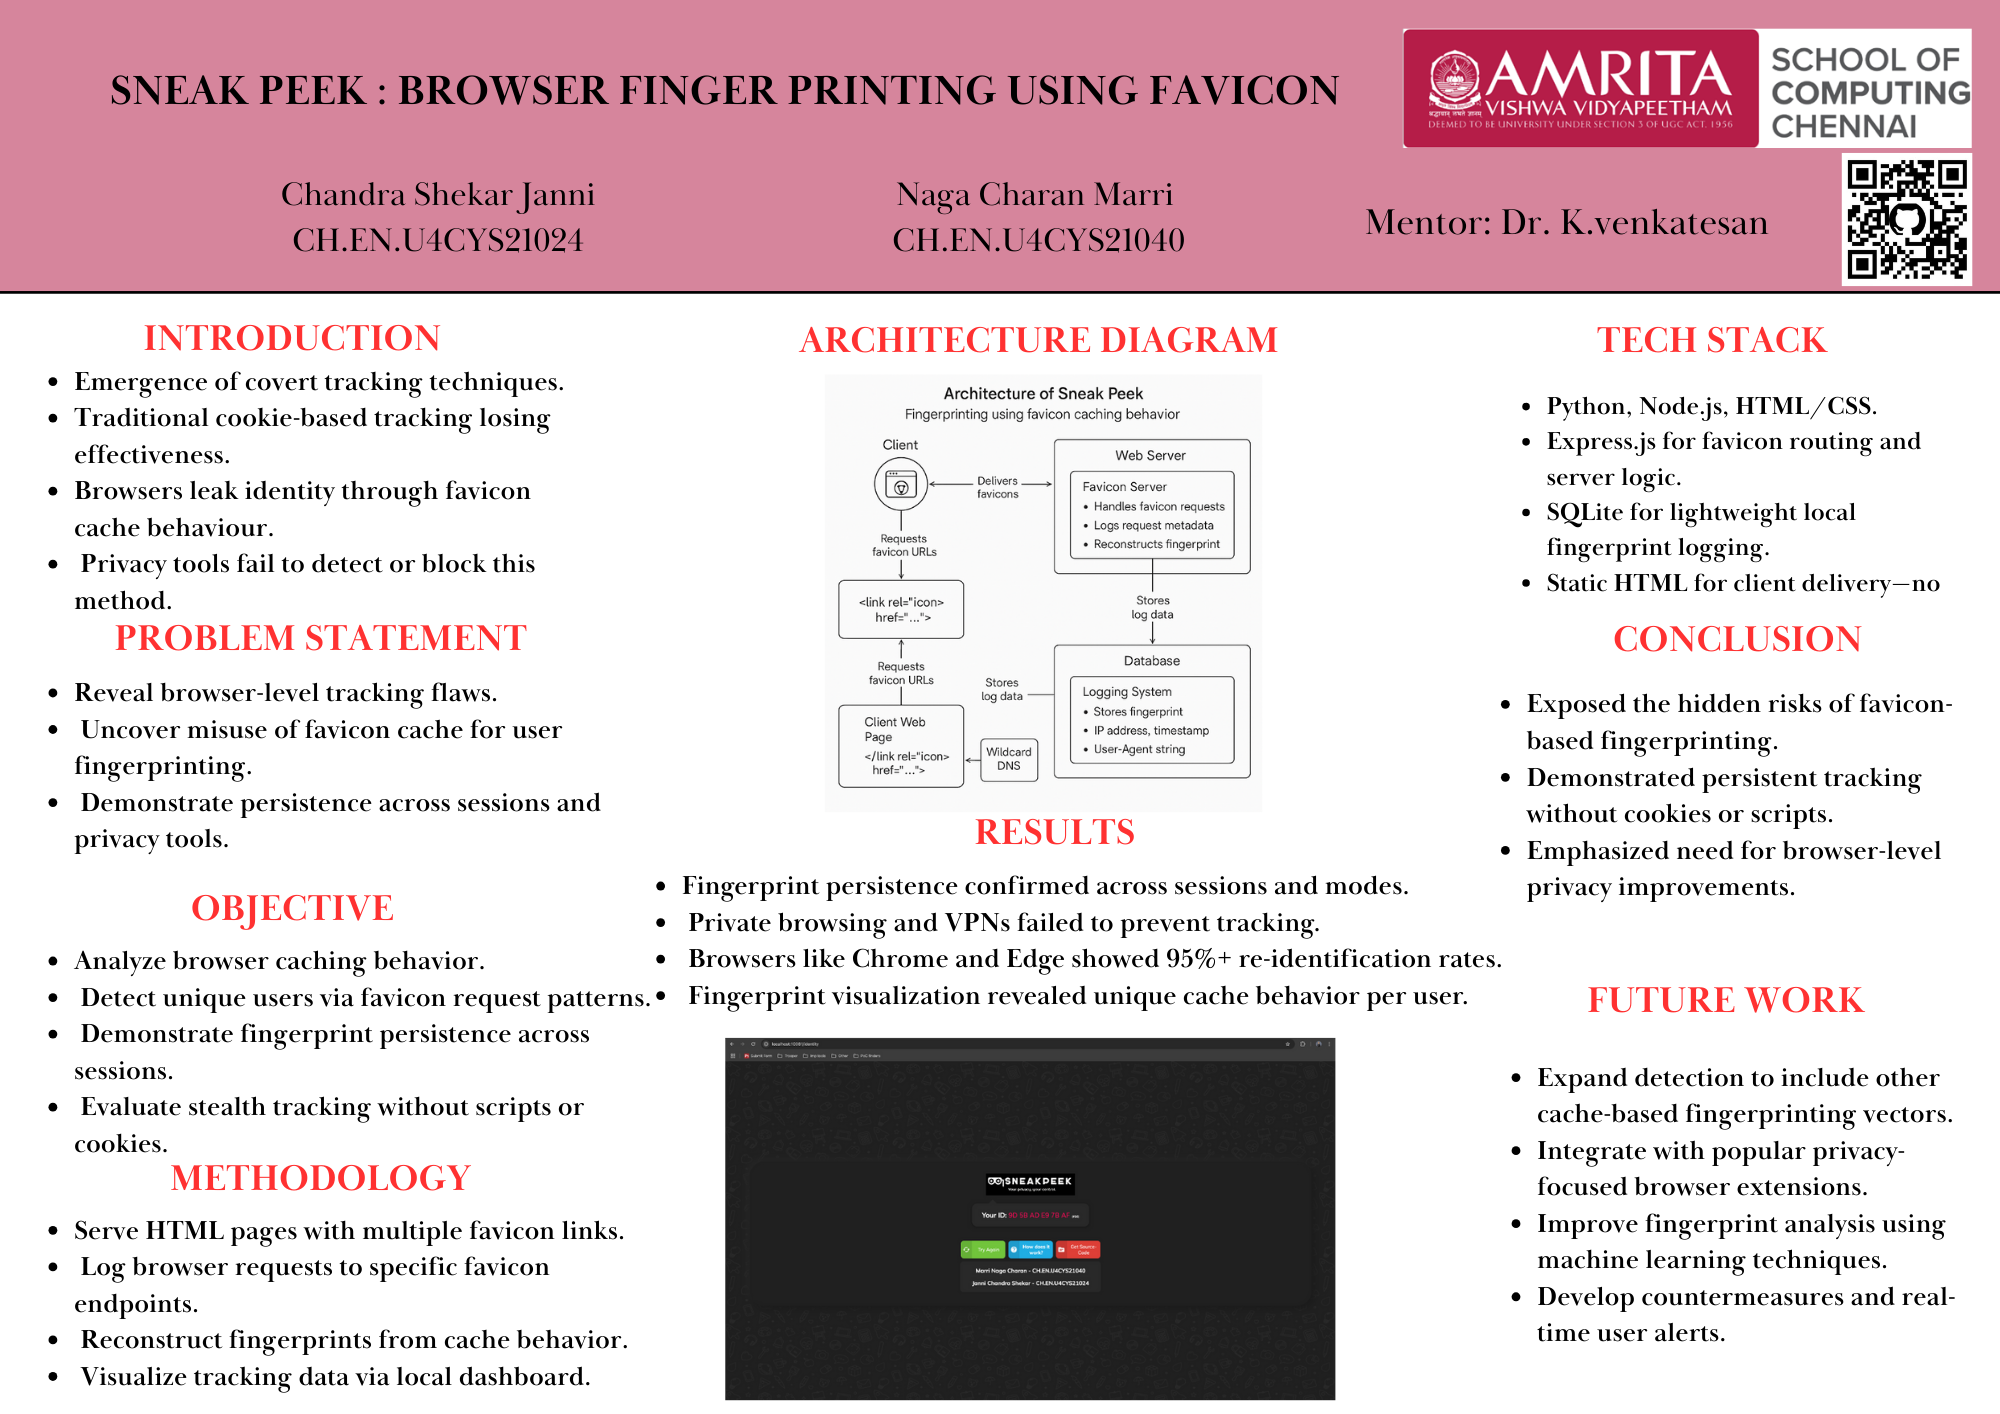 SNEAK PEEK : BROWSER FINGER PRINTING USING FAVICON
AMRITA
VISHWA VIDYAPEETHAM
DEEMED TO BE UNIVERSITY UNDER SECTION 3 OF UGC ACT, 1956
SCHOOL OF
COMPUTING
CHENNAI
Chandra Shekar Janni
CH.EN.U4CYS21024
Naga Charan Marri
CH.EN.U4CYS21040
Mentor: Dr. K.venkatesan
INTRODUCTION
• Emergence of covert tracking techniques.
• Traditional cookie-based tracking losing
effectiveness.
• Browsers leak identity through favicon
cache behaviour.
• Privacy tools fail to detect or block this
method.
PROBLEM STATEMENT
• Reveal browser-level tracking flaws.
• Uncover misuse of favicon cache for user
fingerprinting.
• Demonstrate persistence across sessions and
privacy tools.
OBJECTIVE
• Analyze browser caching behavior.
• Detect unique users via favicon request patterns.
• Demonstrate fingerprint persistence across
sessions.
• Evaluate stealth tracking without scripts or
cookies.
METHODOLOGY
• Serve HTML pages with multiple favicon links.
• Log browser requests to specific favicon
endpoints.
• Reconstruct fingerprints from cache behavior.
• Visualize tracking data via local dashboard.
ARCHITECTURE DIAGRAM
Architecture of Sneak Peek
Fingerprinting using favicon caching behavior
Client
Delivers
favicons
Web Server
Favicon Server
• Handles favicon requests
• Logs request metadata
• Reconstructs fingerprint
Requests
favicon URLs
<link rel="icon>
href="...">
Stores
log data
Requests
favicon URLs
Stores
log data
Database
Logging System
• Stores fingerprint
• IP address, timestamp
• User-Agent string
Client Web
Page
</link rel="icon>
href="...">
Wildcard
DNS
RESULTS
• Fingerprint persistence confirmed across sessions and modes.
• Private browsing and VPNs failed to prevent tracking.
• Browsers like Chrome and Edge showed 95%+ re-identification rates.
• Fingerprint visualization revealed unique cache behavior per user.
SNEAKPEEK
Your privacy, your control
Your ID:
Try Again
How does it
work?
Get Source-
Code
Marri Naga Charan - CH.EN.U4CYS21040
Janni Chandra Shekar - CH.EN.U4CYS21024
TECH STACK
• Python, Node.js, HTML/CSS.
• Express.js for favicon routing and
server logic.
• SQLite for lightweight local
fingerprint logging.
• Static HTML for client delivery—no
CONCLUSION
• Exposed the hidden risks of favicon-
based fingerprinting.
• Demonstrated persistent tracking
without cookies or scripts.
• Emphasized need for browser-level
privacy improvements.
FUTURE WORK
• Expand detection to include other
cache-based fingerprinting vectors.
• Integrate with popular privacy-
focused browser extensions.
• Improve fingerprint analysis using
machine learning techniques.
• Develop countermeasures and real-
time user alerts.